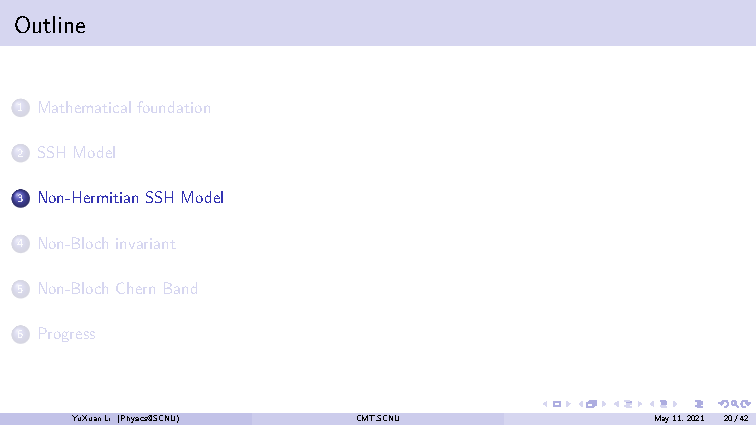 Outline
1 Mathematical foundation
2 SSH Model
3 Non-Hermitian SSH Model
4 Non-Bloch invariant
5 Non-Bloch Chern Band
6 Progress
YuXuan Li (Physcs@SCNU) CMT,SCNU May 11, 2021 20 / 42